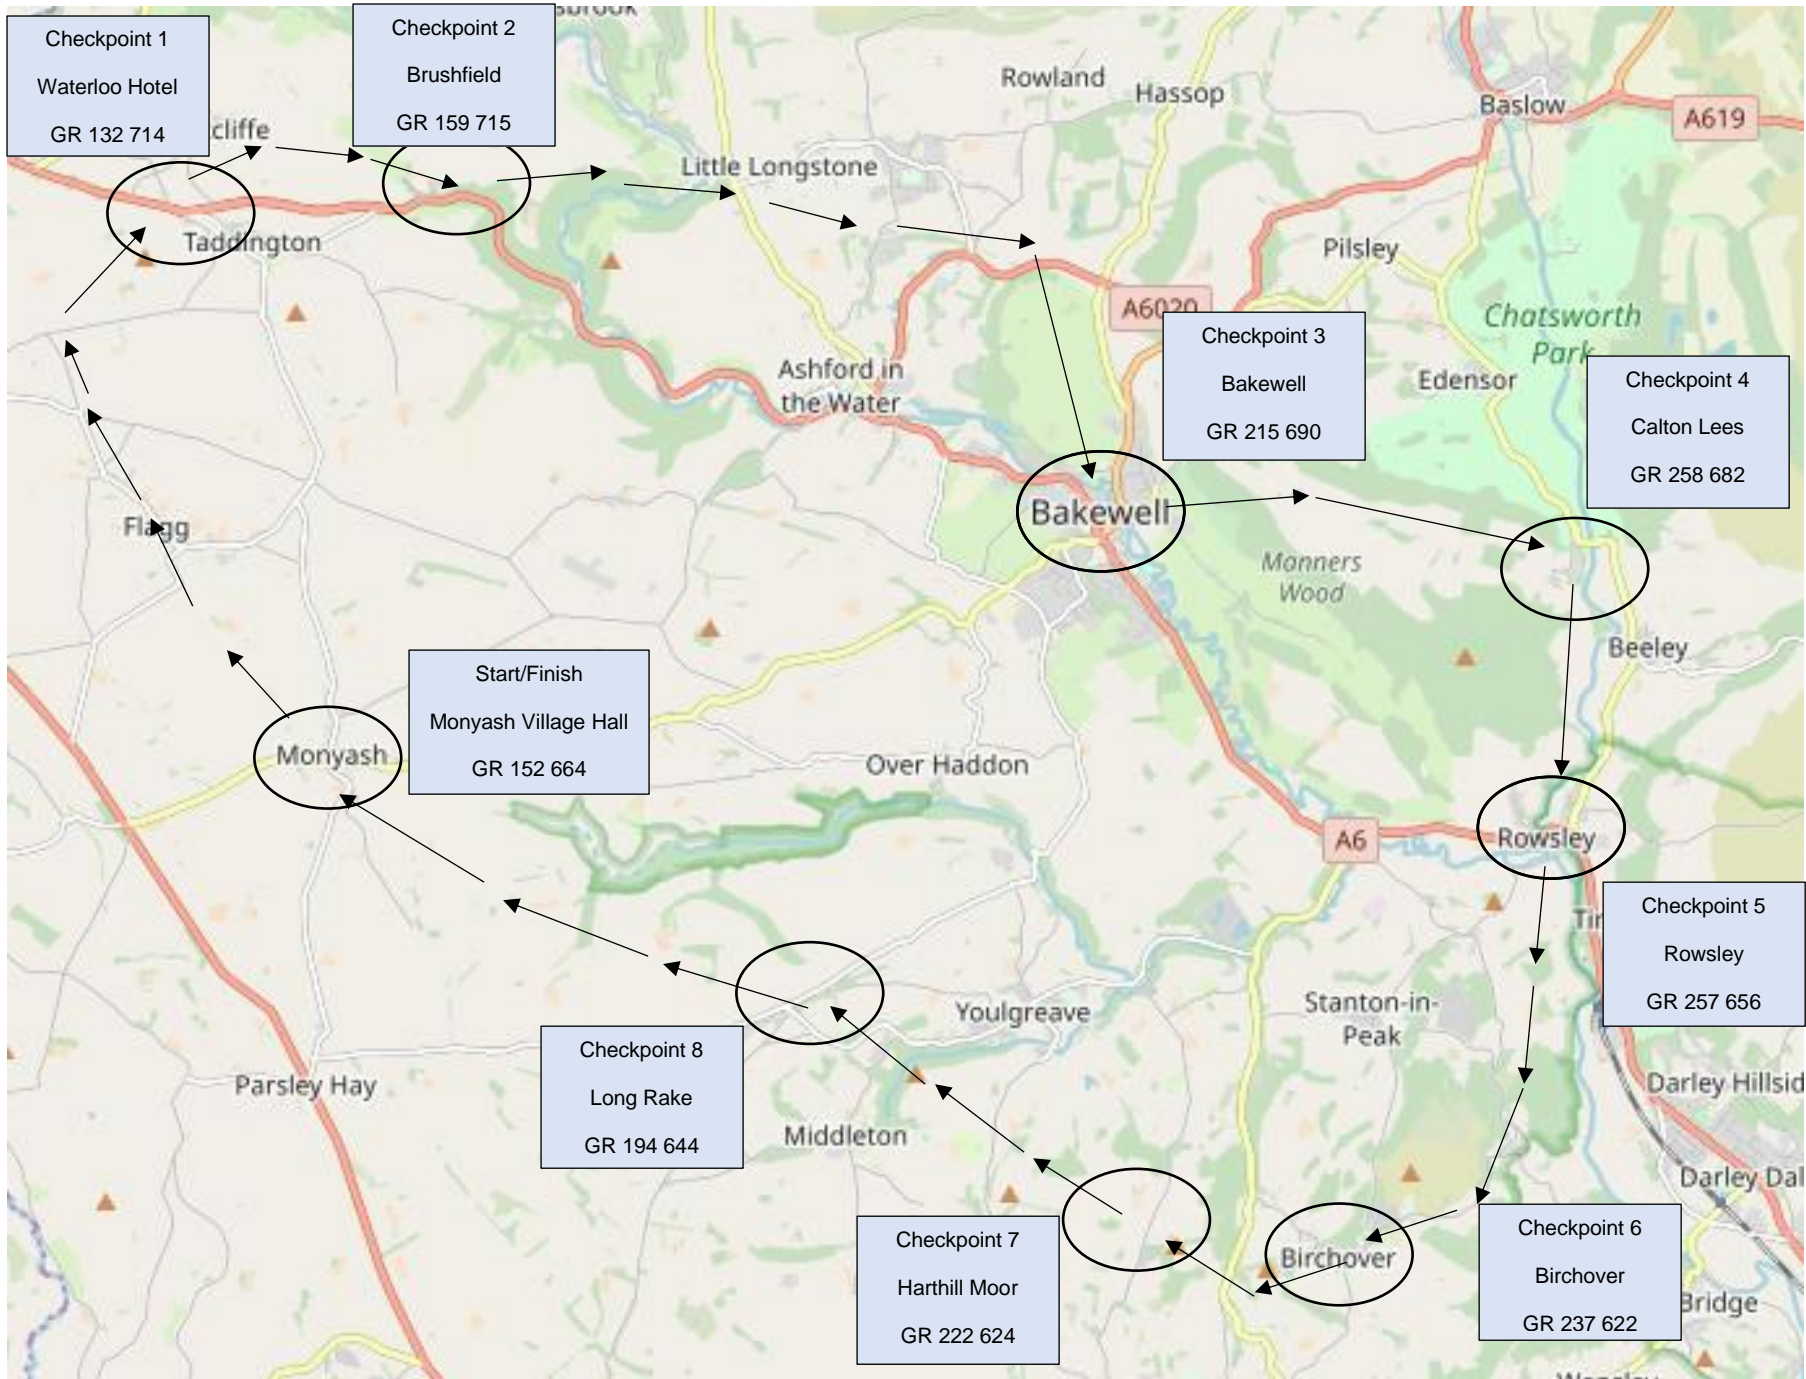 Checkpoint 1
Waterloo Hotel
GR 132 714
Checkpoint 2
Brushfield
GR 159 715
sbrook
cliffe
Rowland
Hassop
Baslow
A619
Little Longstone
Taddington
Pilsley
A6020
Chatsworth
Park
Checkpoint 3
Bakewell
GR 215 690
Edensor
Checkpoint 4
Calton Lees
GR 258 682
Ashford in
the Water
Flagg
Bakewell
Manners
Wood
Beeley
Start/Finish
Monyash Village Hall
GR 152 664
Monyash
Over Haddon
A6
Rowsley
Checkpoint 5
Rowsley
GR 257 656
Tir
Youlgreave
Stanton-in-
Peak
Checkpoint 8
Long Rake
GR 194 644
Parsley Hay
Middleton
Darley Hillsid
Darley Dal
Checkpoint 7
Harthill Moor
GR 222 624
Birchover
Checkpoint 6
Birchover
GR 237 622
Bridge